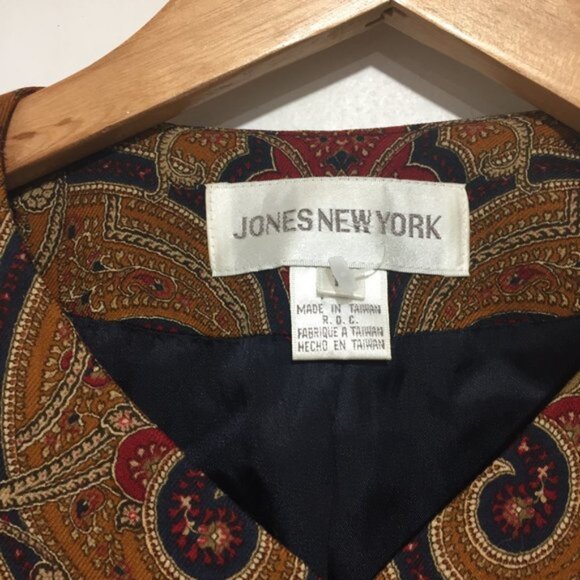 JONES NEW YORK
MADE IN TAIWAN
R.O.C.
FABRIQUE A TAIWAN
HECHO EN TAIWAN